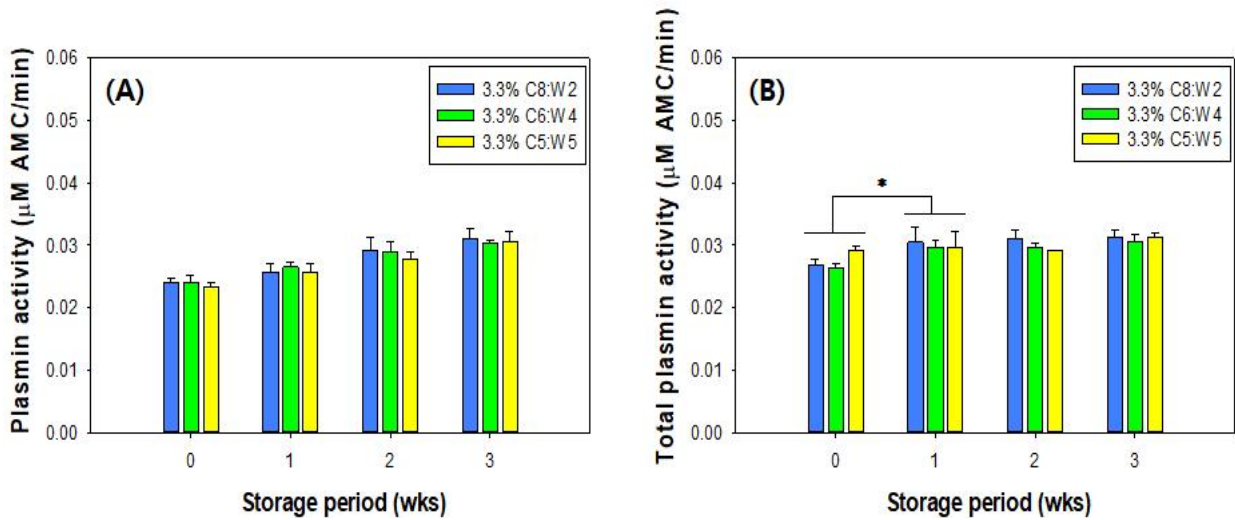 (A)
Plasmin activity (μM AMC/min)
0.06
0.05
0.04
0.03
0.02
0.01
0.00
3.3% C8:W2
3.3% C6:W4
3.3% C5:W5
0 1 2 3
Storage period (wks)
(B)
Total plasmin activity (μM AMC/min)
0.06
0.05
0.04
0.03
0.02
0.01
0.00
3.3% C8:W2
3.3% C6:W4
3.3% C5:W5
*
0 1 2 3
Storage period (wks)